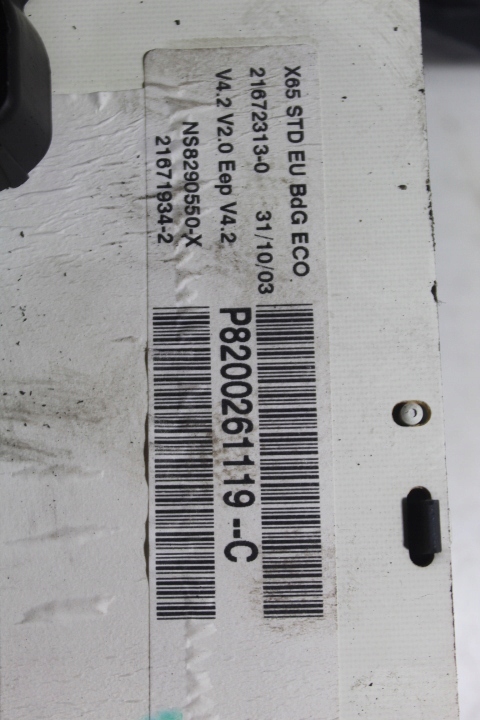 X65 STD EU BdG ECO
21672313-0 31/10/03
V4.2 V2.0 Eep V4.2
NS8290550-X
21671934-2
P8200261119 --C